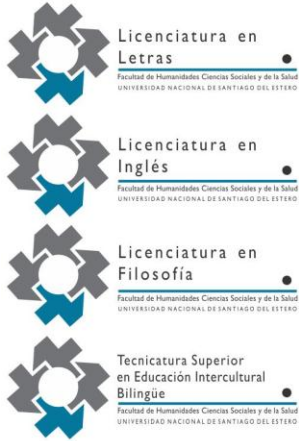 Licenciatura en
Letras
Facultad de Humanidades Ciencias Sociales y de la Salud
UNIVERSIDAD NACIONAL DE SANTIAGO DEL ESTERO
Licenciatura en
Inglés
Facultad de Humanidades Ciencias Sociales y de la Salud
UNIVERSIDAD NACIONAL DE SANTIAGO DEL ESTERO
Licenciatura en
Filosofía
Facultad de Humanidades Ciencias Sociales y de la Salud
UNIVERSIDAD NACIONAL DE SANTIAGO DEL ESTERO
Tecnicatura Superior
en Educación Intercultural
Bilingüe
Facultad de Humanidades Ciencias Sociales y de la Salud
UNIVERSIDAD NACIONAL DE SANTIAGO DEL ESTERO